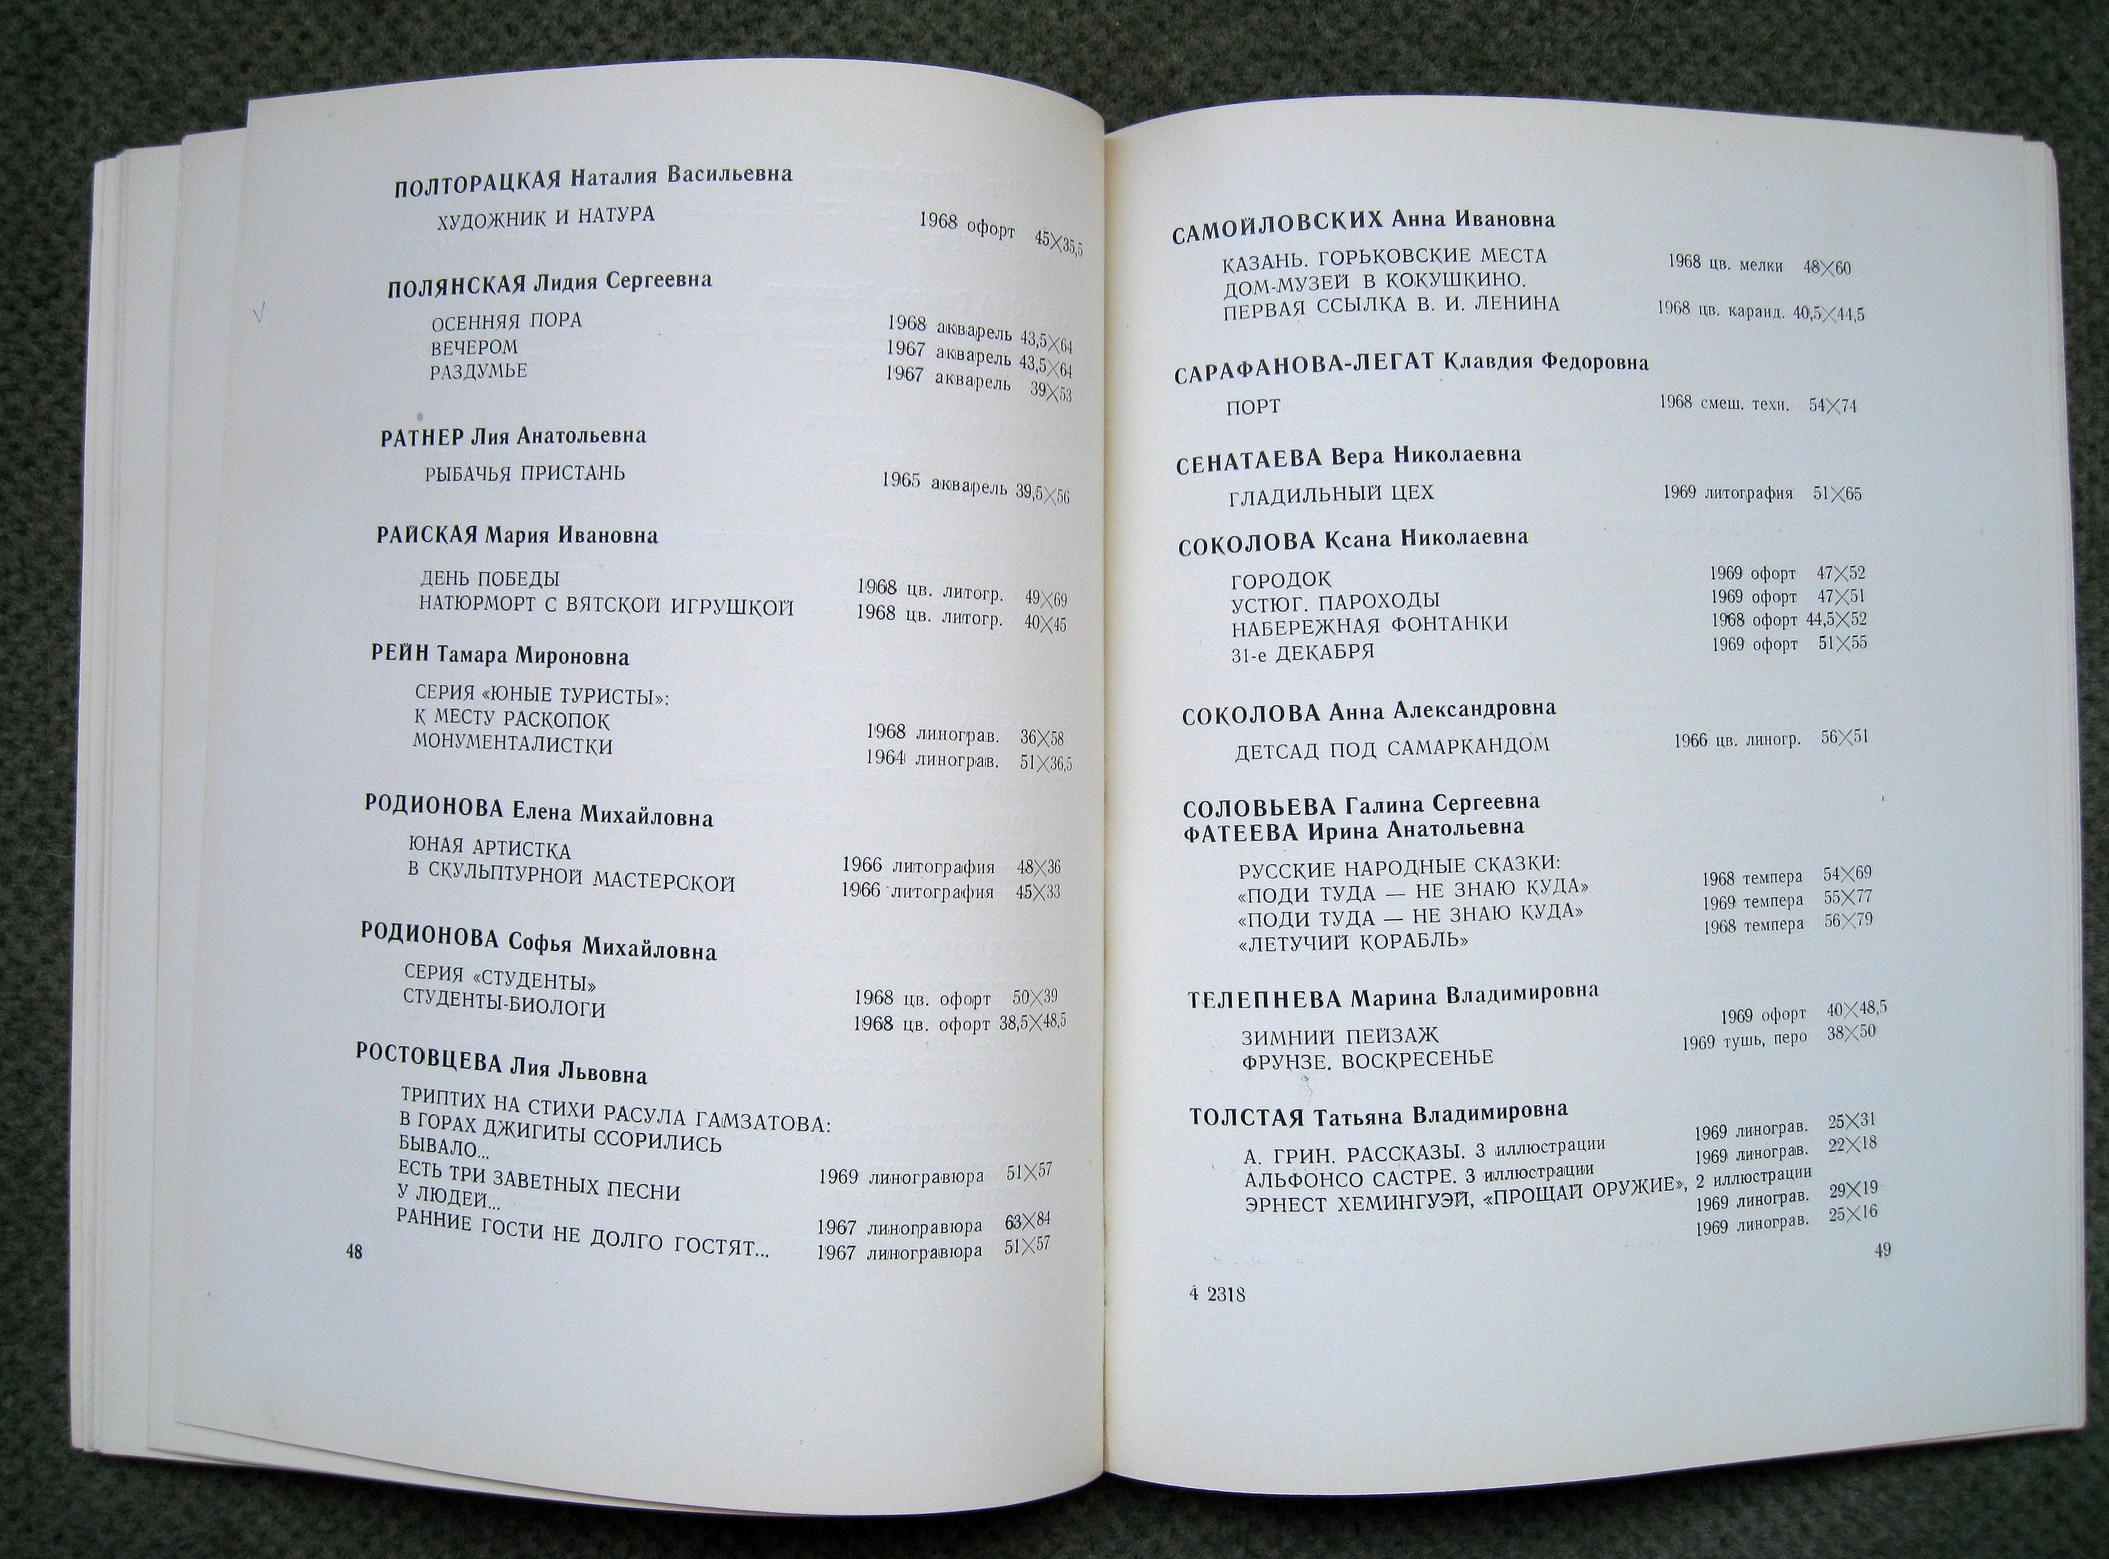 ПОЛТОРАЦКАЯ Наталия Васильевна
ХУДОЖНИК И НАТУРА 1968 офорт 45×35,5
ПОЛЯНСКАЯ Лидия Сергеевна
ОСЕННЯЯ ПОРА 1968 акварель 43,5×64
ВЕЧЕРОМ 1967 акварель 43,5×64
РАЗДУМЬЕ 1967 акварель 39×53
РАТНЕР Лия Анатольевна
РЫБАЧЬЯ ПРИСТАНЬ 1965 акварель 39,5×56
РАЙСКАЯ Мария Ивановна
ДЕНЬ ПОБЕДЫ 1968 цв. литогр. 49×69
НАТЮРМОРТ С ВЯТСКОЙ ИГРУШКОЙ 1968 цв. литогр. 40×45
РЕЙН Тамара Мироновна
СЕРИЯ «ЮНЫЕ ТУРИСТЫ»:
К МЕСТУ РАСКОПОК 1968 линограв. 36×58
МОНУМЕНТАЛИСТКИ 1964 линограв. 51×36,5
РОДИОНОВА Елена Михайловна
ЮНАЯ АРТИСТКА 1966 литография 48×36
В СКУЛЬПТУРНОЙ МАСТЕРСКОЙ 1966 литография 45×33
РОДИОНОВА Софья Михайловна
СЕРИЯ «СТУДЕНТЫ» 1968 цв. офорт 50×39
СТУДЕНТЫ-БИОЛОГИ 1968 цв. офорт 38,5×48,5
РОСТОВЦЕВА Лия Львовна
ТРИПТИХ НА СТИХИ РАСУЛА ГАМЗАТОВА:
В ГОРАХ ДЖИГИТЫ ССОРИЛИСЬ
БЫВАЛО... 1969 линогравюра 51×57
ЕСТЬ ТРИ ЗАВЕТНЫХ ПЕСНИ
У ЛЮДЕЙ... 1967 линогравюра 63×84
РАННИЕ ГОСТИ НЕ ДОЛГО ГОСТЯТ... 1967 линогравюра 51×57
48
САМОЙЛОВСКИХ Анна Ивановна
КАЗАНЬ. ГОРЬКОВСКИЕ МЕСТА 1968 цв. мелки 48×60
ДОМ-МУЗЕЙ В КОКУШКИНО.
ПЕРВАЯ ССЫЛКА В. И. ЛЕНИНА 1968 цв. каранд. 40,5×44,5
САРАФАНОВА-ЛЕГАТ Клавдия Федоровна
ПОРТ 1968 смеш. техн. 54×74
СЕНАТАЕВА Вера Николаевна
ГЛАДИЛЬНЫЙ ЦЕХ 1969 литография 51×65
СОКОЛОВА Ксана Николаевна
ГОРОДОК 1969 офорт 47×52
УСТЮГ. ПАРОХОДЫ 1969 офорт 47×51
НАБЕРЕЖНАЯ ФОНТАНКИ 1968 офорт 44,5×52
31-е ДЕКАБРЯ 1969 офорт 51×55
СОКОЛОВА Анна Александровна
ДЕТСАД ПОД САМАРКАНДОМ 1966 цв. линогр. 56×51
СОЛОВЬЕВА Галина Сергеевна
ФАТЕЕВА Ирина Анатольевна
РУССКИЕ НАРОДНЫЕ СКАЗКИ:
«ПОДИ ТУДА — НЕ ЗНАЮ КУДА» 1968 темпера 54×69
«ПОДИ ТУДА — НЕ ЗНАЮ КУДА» 1969 темпера 55×77
«ЛЕТУЧИЙ КОРАБЛЬ» 1968 темпера 56×79
ТЕЛЕПНЕВА Марина Владимировна
ЗИМНИЙ ПЕЙЗАЖ 1969 офорт 40×48,5
ФРУНЗЕ. ВОСКРЕСЕНЬЕ 1969 тушь, перо 38×50
ТОЛСТАЯ Татьяна Владимировна
А. ГРИН. РАССКАЗЫ. 3 иллюстрации 1969 линограв. 25×31
АЛЬФОНСО САСТРЕ. 3 иллюстрации 1969 линограв. 22×18
ЭРНЕСТ ХЕМИНГУЭЙ, «ПРОЩАЙ ОРУЖИЕ», 2 иллюстрации
1969 линограв. 29×19
1969 линограв. 25×16
49
4 2318